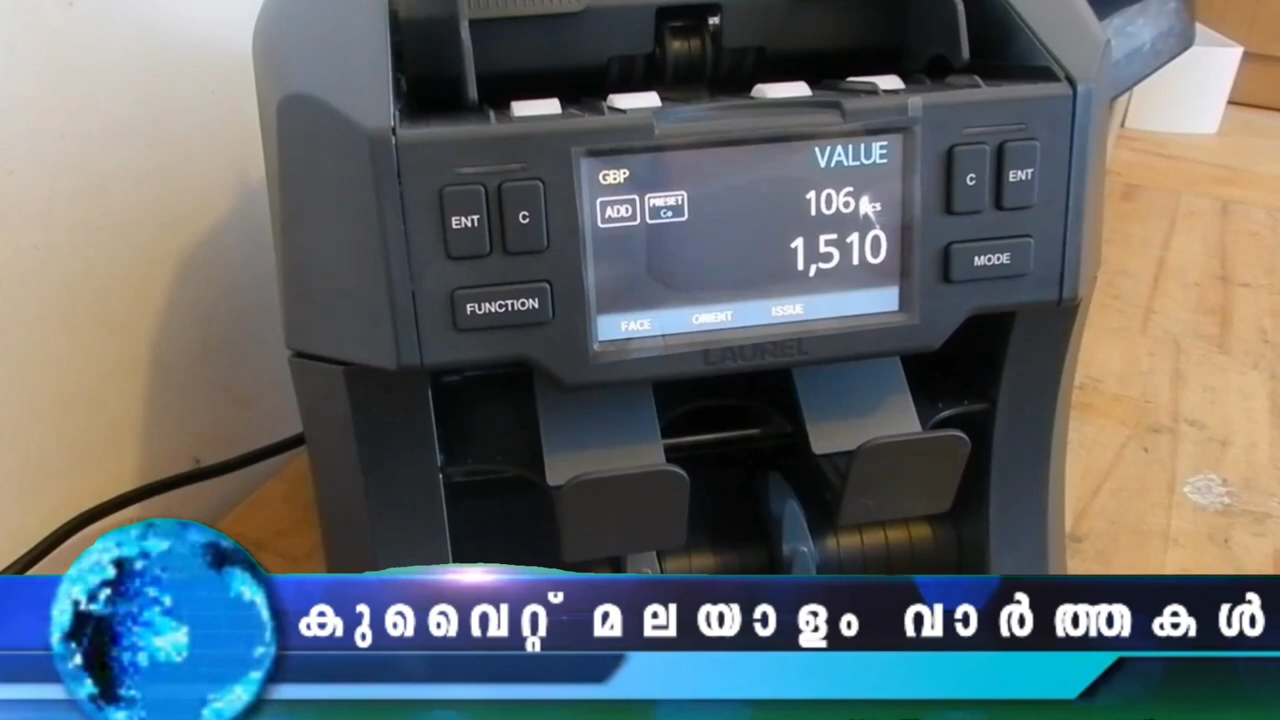 VALUE
GBP
106 pcs
ADD
PRESET
Co
1,510
FACE ORIENT ISSUE
LAUREL
ENT C
FUNCTION
C ENT
MODE
കുവൈറ്റ് മലയാളം വാർത്തകൾ